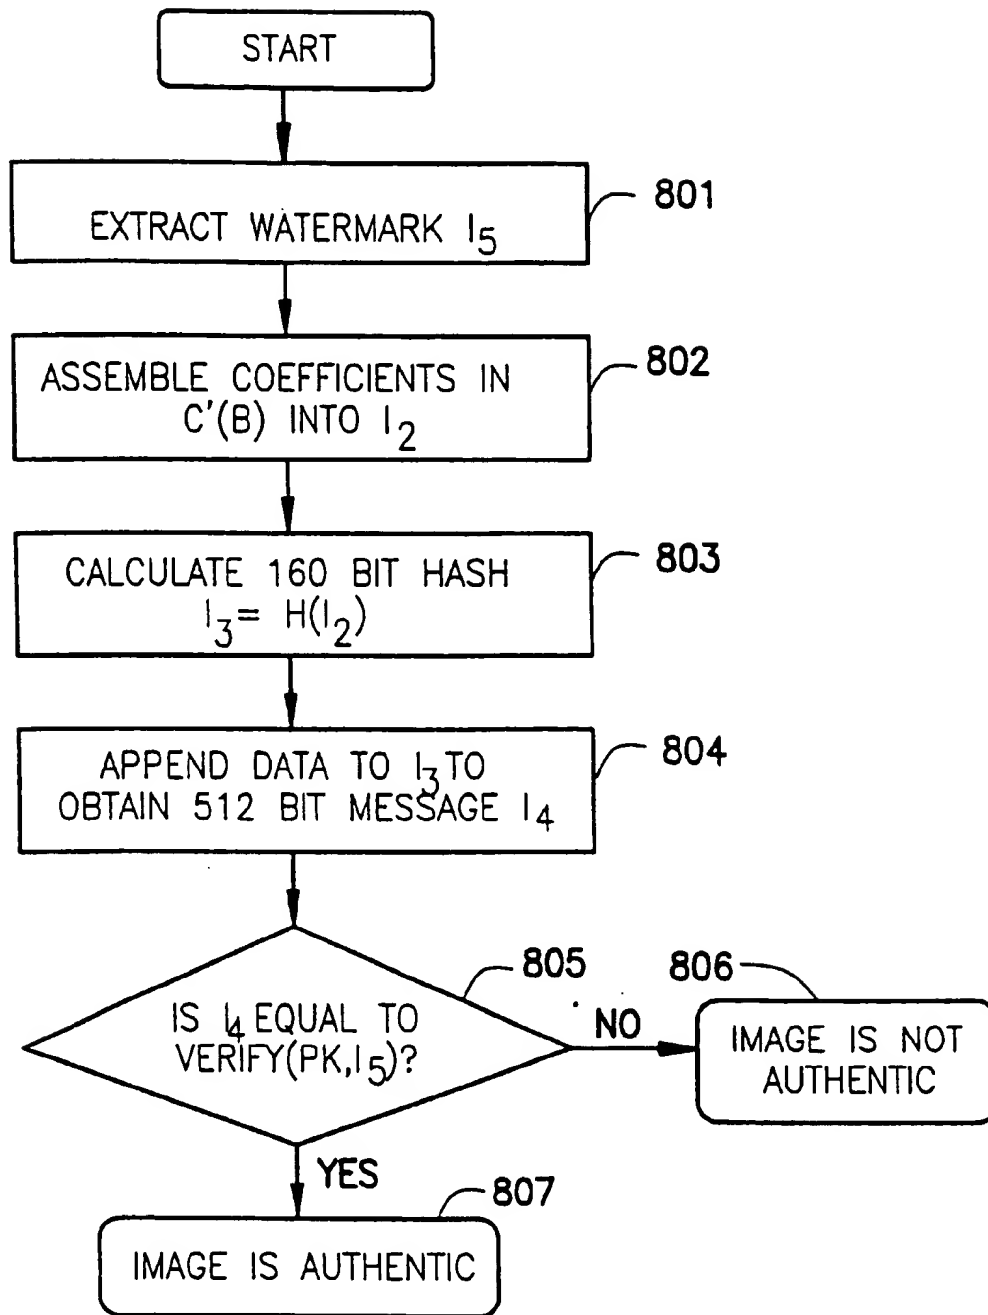 START
801
EXTRACT WATERMARK I5
802
ASSEMBLE COEFFICIENTS IN
C'(B) INTO I2
803
CALCULATE 160 BIT HASH
I3= H(I2)
804
APPEND DATA TO I3 TO
OBTAIN 512 BIT MESSAGE I4
805
IS I4 EQUAL TO
VERIFY(PK,I5)?
NO
806
IMAGE IS NOT
AUTHENTIC
YES
807
IMAGE IS AUTHENTIC